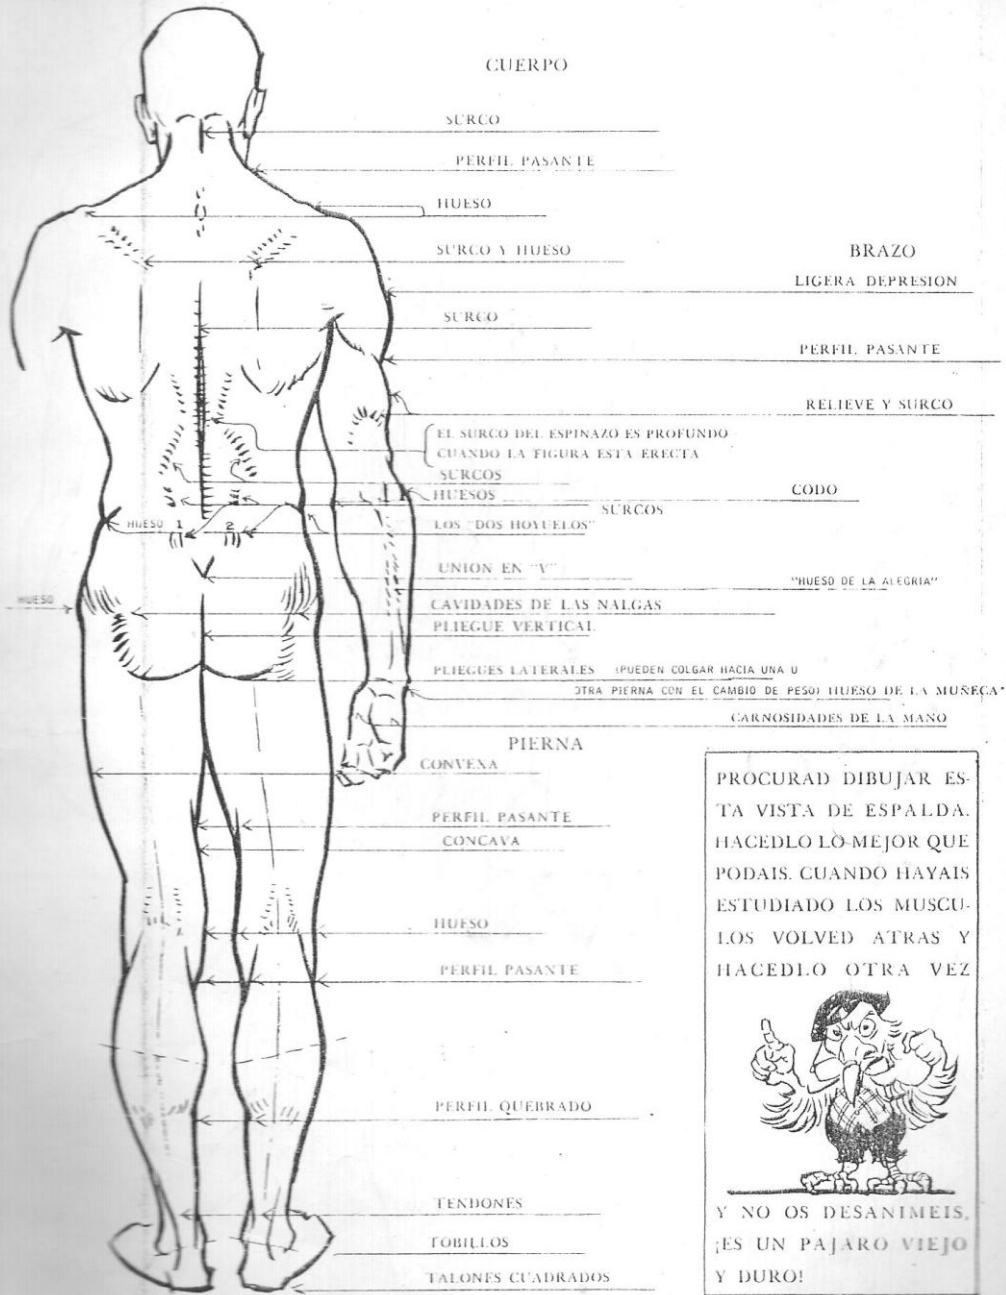 CUERPO
SURCO
PERFIL PASANTE
HUESO
SURCO Y HUESO
BRAZO
LIGERA DEPRESION
SURCO
PERFIL PASANTE
RELIEVE Y SURCO
EL SURCO DEL ESPINAZO ES PROFUNDO
CUANDO LA FIGURA ESTA ERECTA
SURCOS
HUESOS
CODO
SURCOS
HUESO 1 2
LOS "DOS HOYUELOS"
UNION EN "V"
"HUESO DE LA ALEGRIA"
HUESO
CAVIDADES DE LAS NALGAS
PLIEGUE VERTICAL
PLIEGUES LATERALES (PUEDEN COLGAR HACIA UNA U
OTRA PIERNA CON EL CAMBIO DE PESO) HUESO DE LA MUÑECA"
CARNOSIDADES DE LA MANO
PIERNA
CONVEXA
PERFIL PASANTE
CONCAVA
HUESO
PERFIL PASANTE
PERFIL QUEBRADO
TENDONES
TOBILLOS
TALONES CUADRADOS
PROCURAD DIBUJAR ES-
TA VISTA DE ESPALDA.
HACEDLO LO MEJOR QUE
PODAIS. CUANDO HAYAIS
ESTUDIADO LOS MUSCU-
LOS VOLVED ATRAS Y
HACEDLO OTRA VEZ
Y NO OS DESANIMEIS,
¡ES UN PAJARO VIEJO
Y DURO!